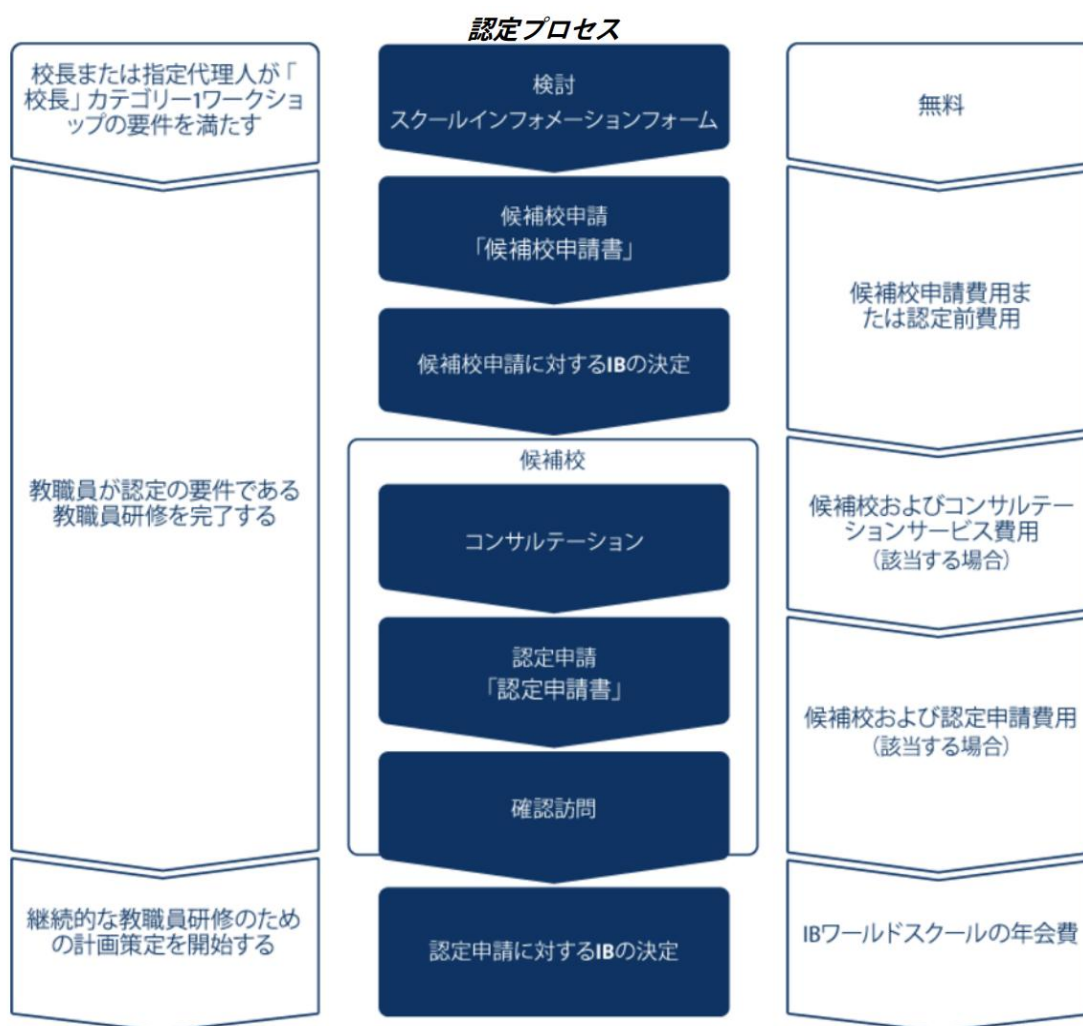 認定プロセス
校長または指定代理人が「
校長」カテゴリー1ワークショ
ップの要件を満たす
教職員が認定の要件である
教職員研修を完了する
継続的な教職員研修のため
の計画策定を開始する
検討
スクールインフォメーションフォーム
候補校申請
「候補校申請書」
候補校申請に対するIBの決定
候補校
コンサルテーション
認定申請
「認定申請書」
確認訪問
認定申請に対するIBの決定
無料
候補校申請費用ま
たは認定前費用
候補校およびコンサルテー
ションサービス費用
（該当する場合）
候補校および認定申請費用
（該当する場合）
IBワールドスクールの年会費